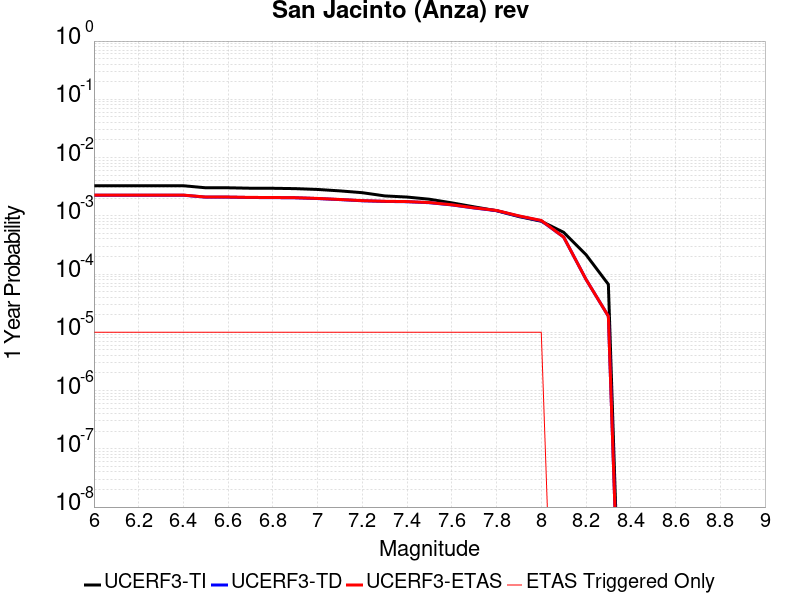 San Jacinto (Anza) rev
10^0
10^-1
10^-2
10^-3
10^-4
10^-5
10^-6
10^-7
10^-8
1 Year Probability
6 6.2 6.4 6.6 6.8 7 7.2 7.4 7.6 7.8 8 8.2 8.4 8.6 8.8 9
Magnitude
UCERF3-TI UCERF3-TD UCERF3-ETAS ETAS Triggered Only